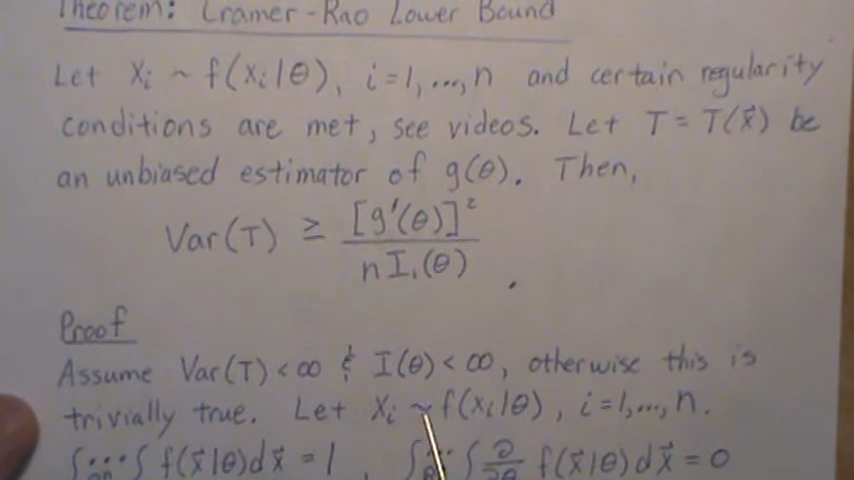 Theorem: Cramer-Rao Lower Bound
Let Xi ~ f(xi|θ), i=1,...,n and certain regularity
conditions are met, see videos. Let T = T(x⃗) be
an unbiased estimator of g(θ). Then,
Var(T) ≥ [g'(θ)]² / nI₁(θ) .
Proof
Assume Var(T) < ∞ & I(θ) < ∞, otherwise this is
trivially true. Let Xi ~ f(xi|θ), i=1,...,n.
∫...∫ f(x⃗|θ)dx⃗ = 1 , ∫...∫ ∂/∂θ f(x⃗|θ)dx⃗ = 0